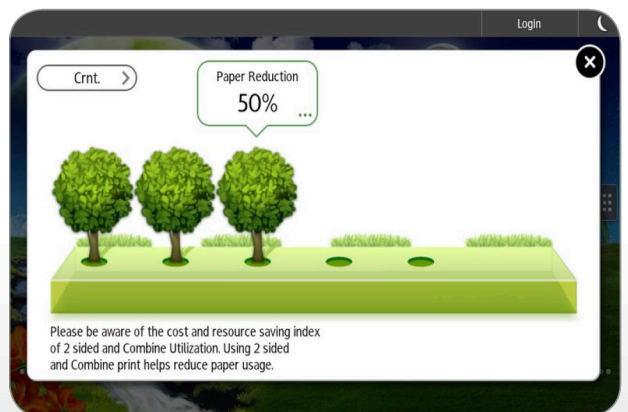 Login
Crnt.
Paper Reduction
50%
...
Please be aware of the cost and resource saving index
of 2 sided and Combine Utilization. Using 2 sided
and Combine print helps reduce paper usage.